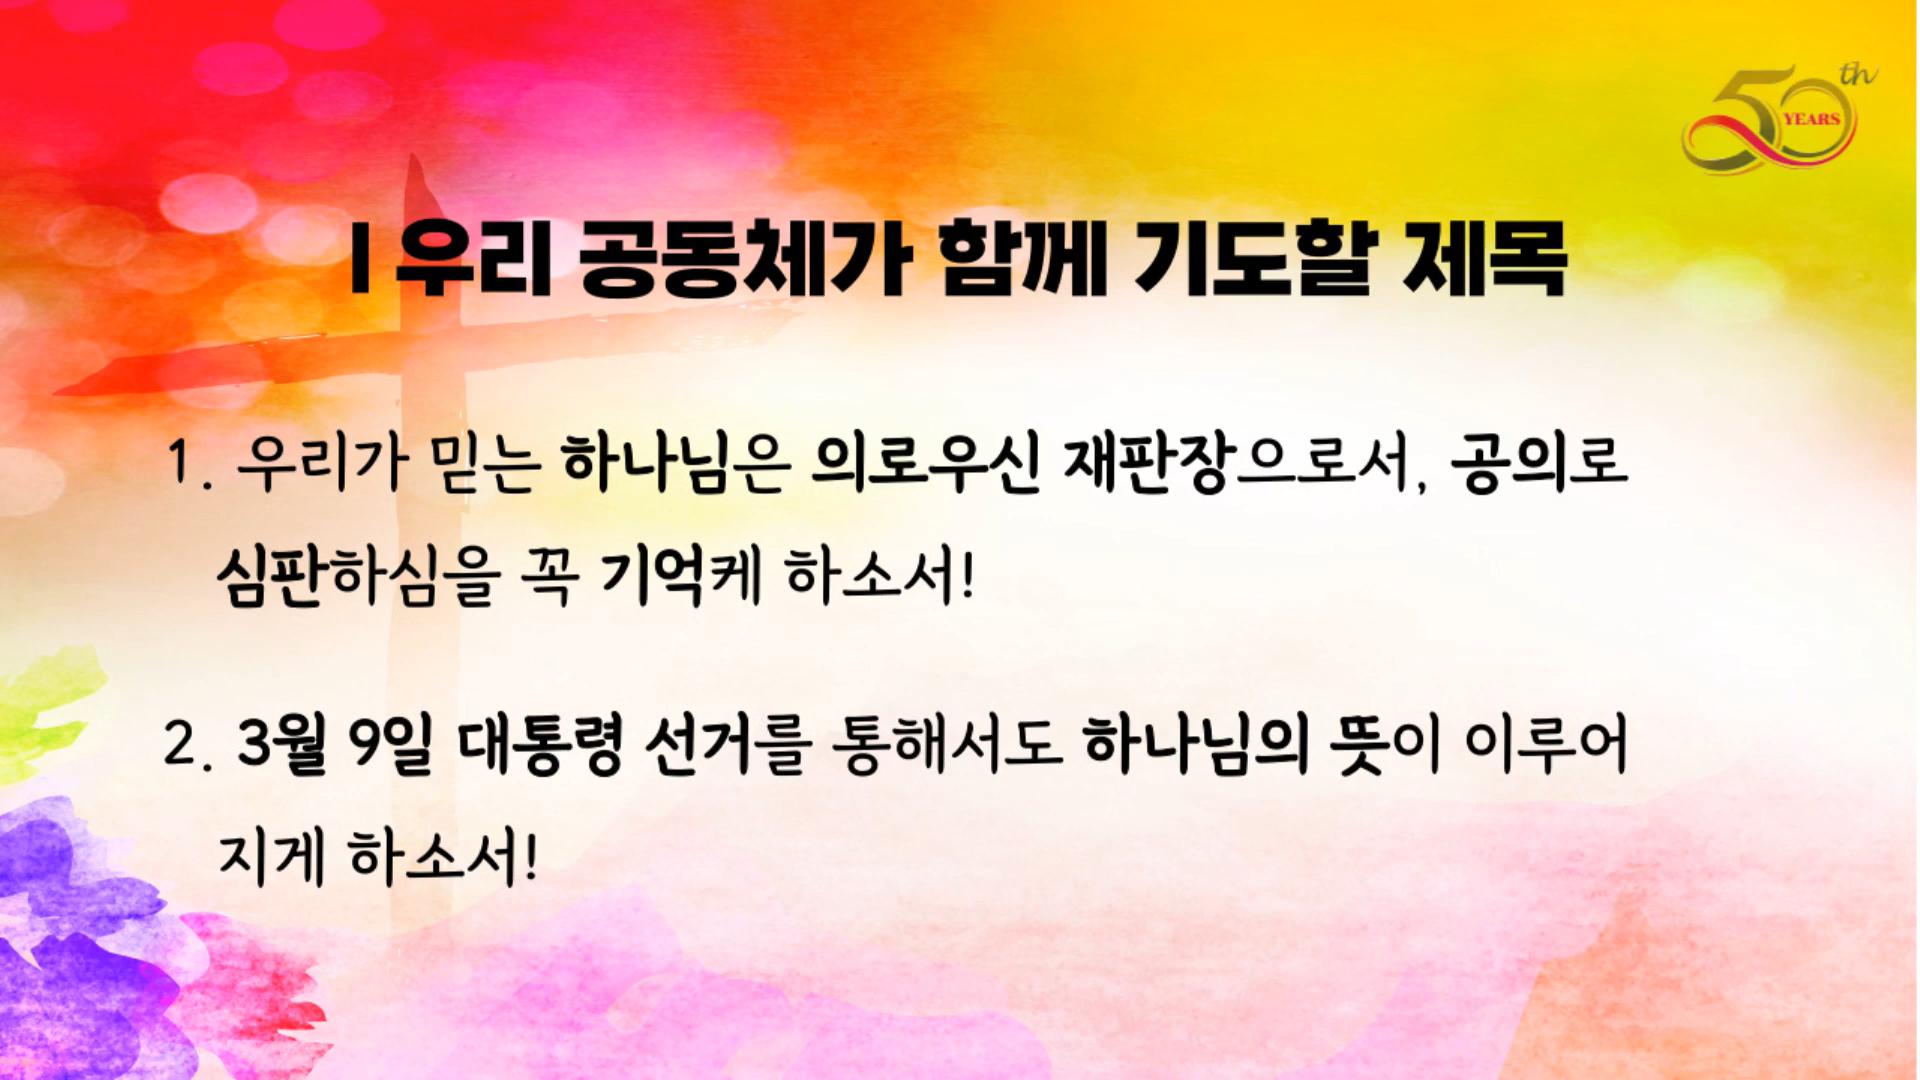 50th
YEARS
I 우리 공동체가 함께 기도할 제목
1. 우리가 믿는 하나님은 의로우신 재판장으로서, 공의로
심판하심을 꼭 기억케 하소서!
2. 3월 9일 대통령 선거를 통해서도 하나님의 뜻이 이루어
지게 하소서!